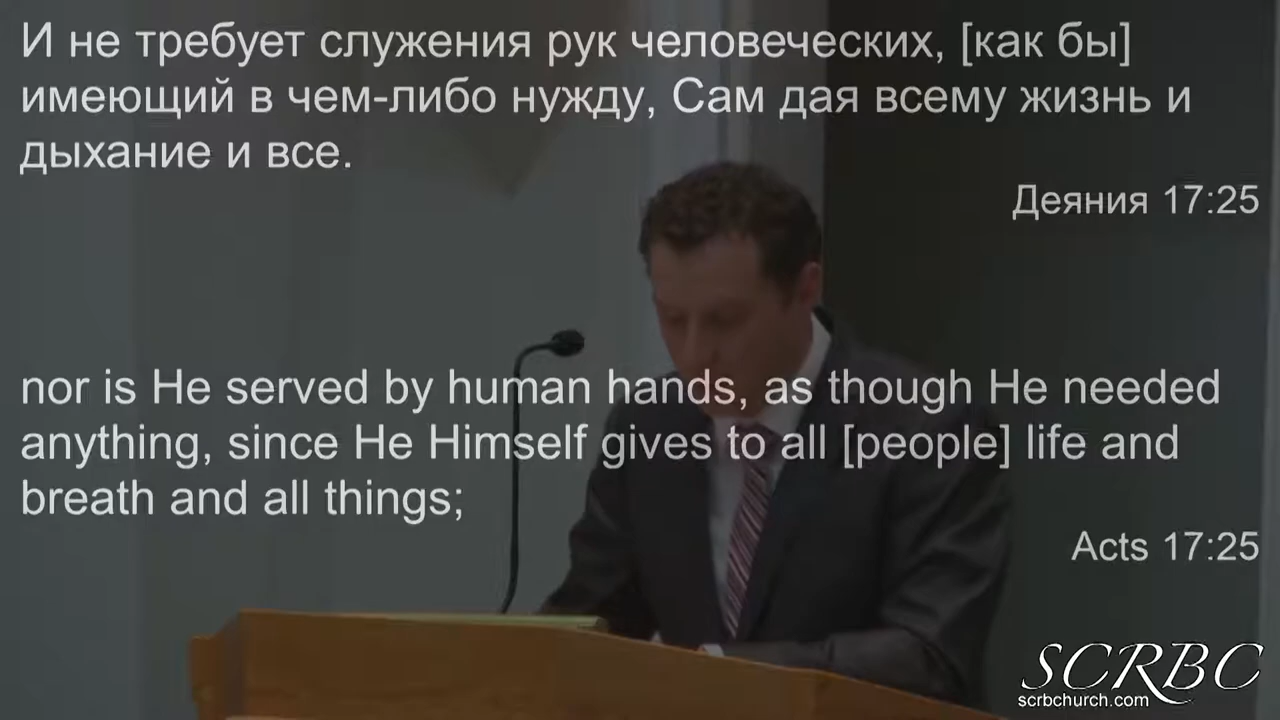 И не требует служения рук человеческих, [как бы]
имеющий в чем-либо нужду, Сам дая всему жизнь и
дыхание и все.
Деяния 17:25
nor is He served by human hands, as though He needed
anything, since He Himself gives to all [people] life and
breath and all things;
Acts 17:25
SCRBC
scrbchurch.com